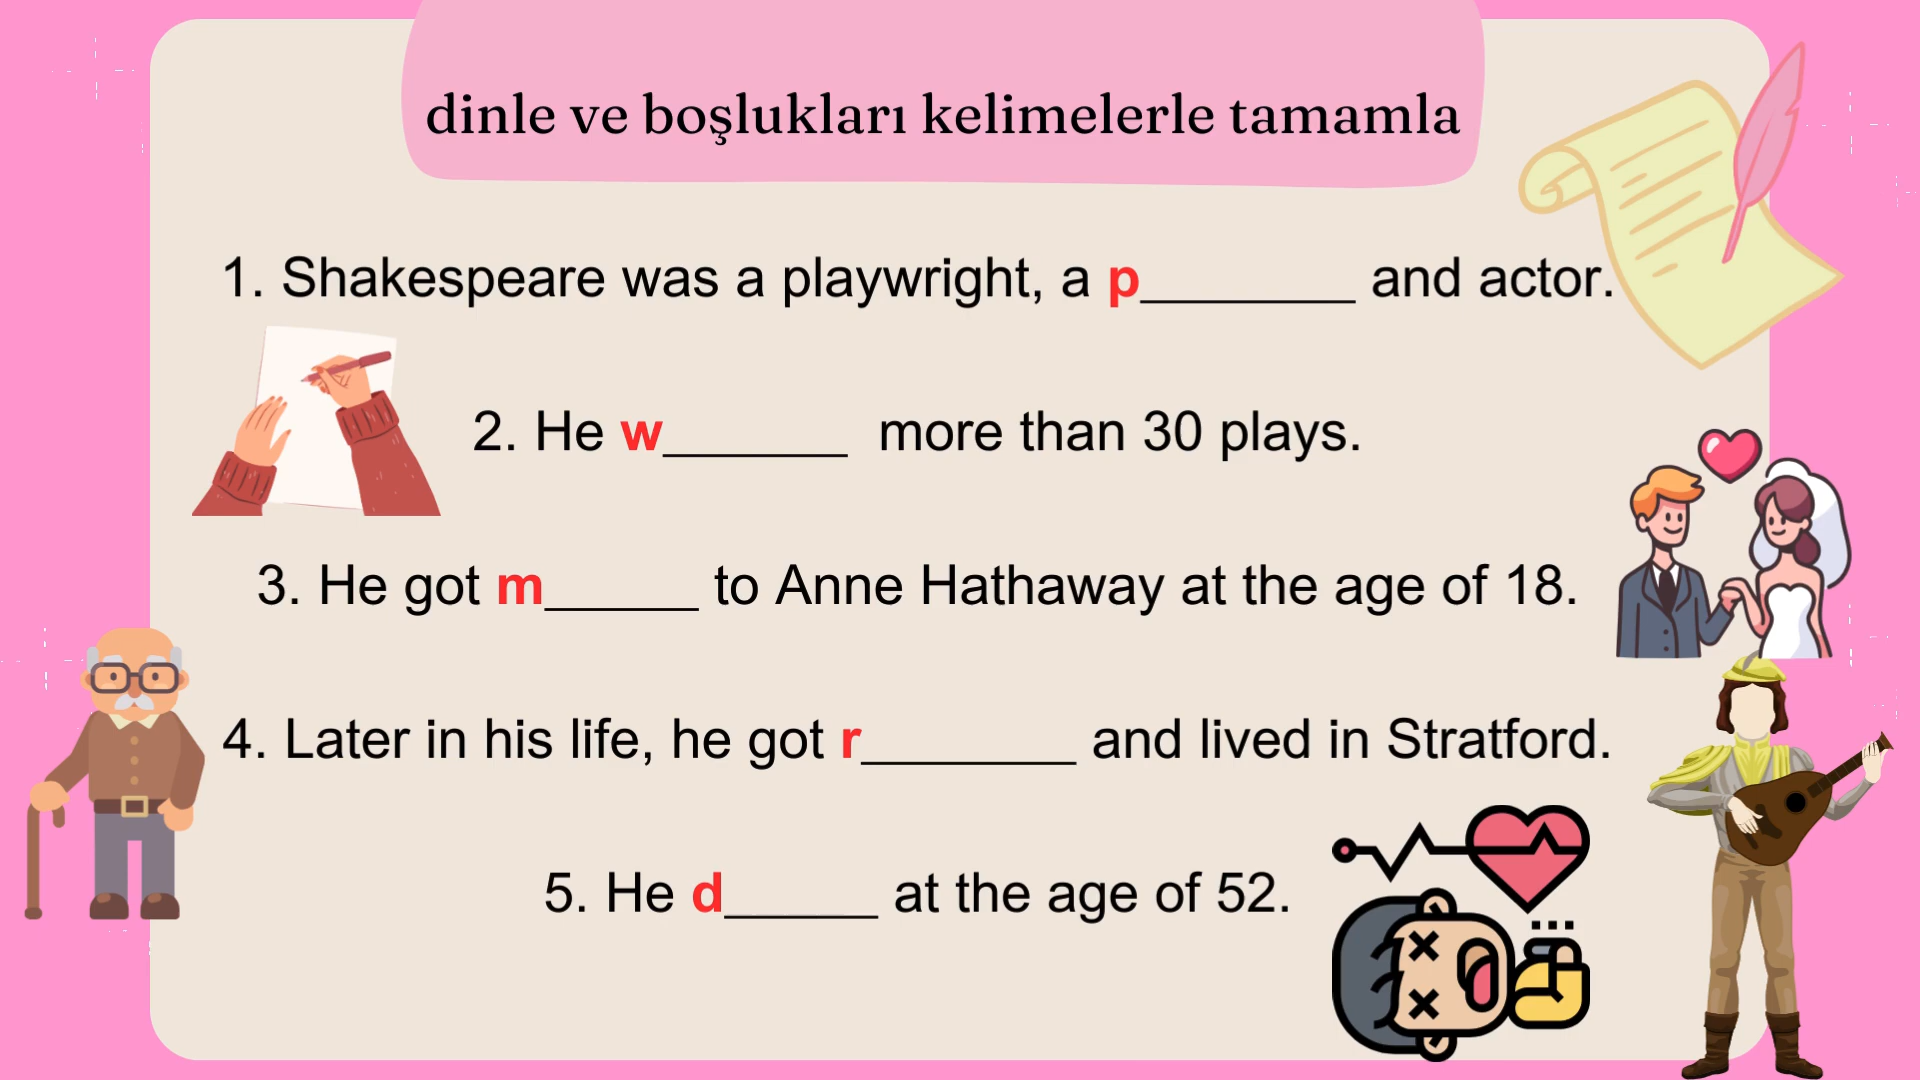 dinle ve boşlukları kelimelerle tamamla
1. Shakespeare was a playwright, a p________ and actor.
2. He w_______ more than 30 plays.
3. He got m______ to Anne Hathaway at the age of 18.
4. Later in his life, he got r________ and lived in Stratford.
5. He d______ at the age of 52.